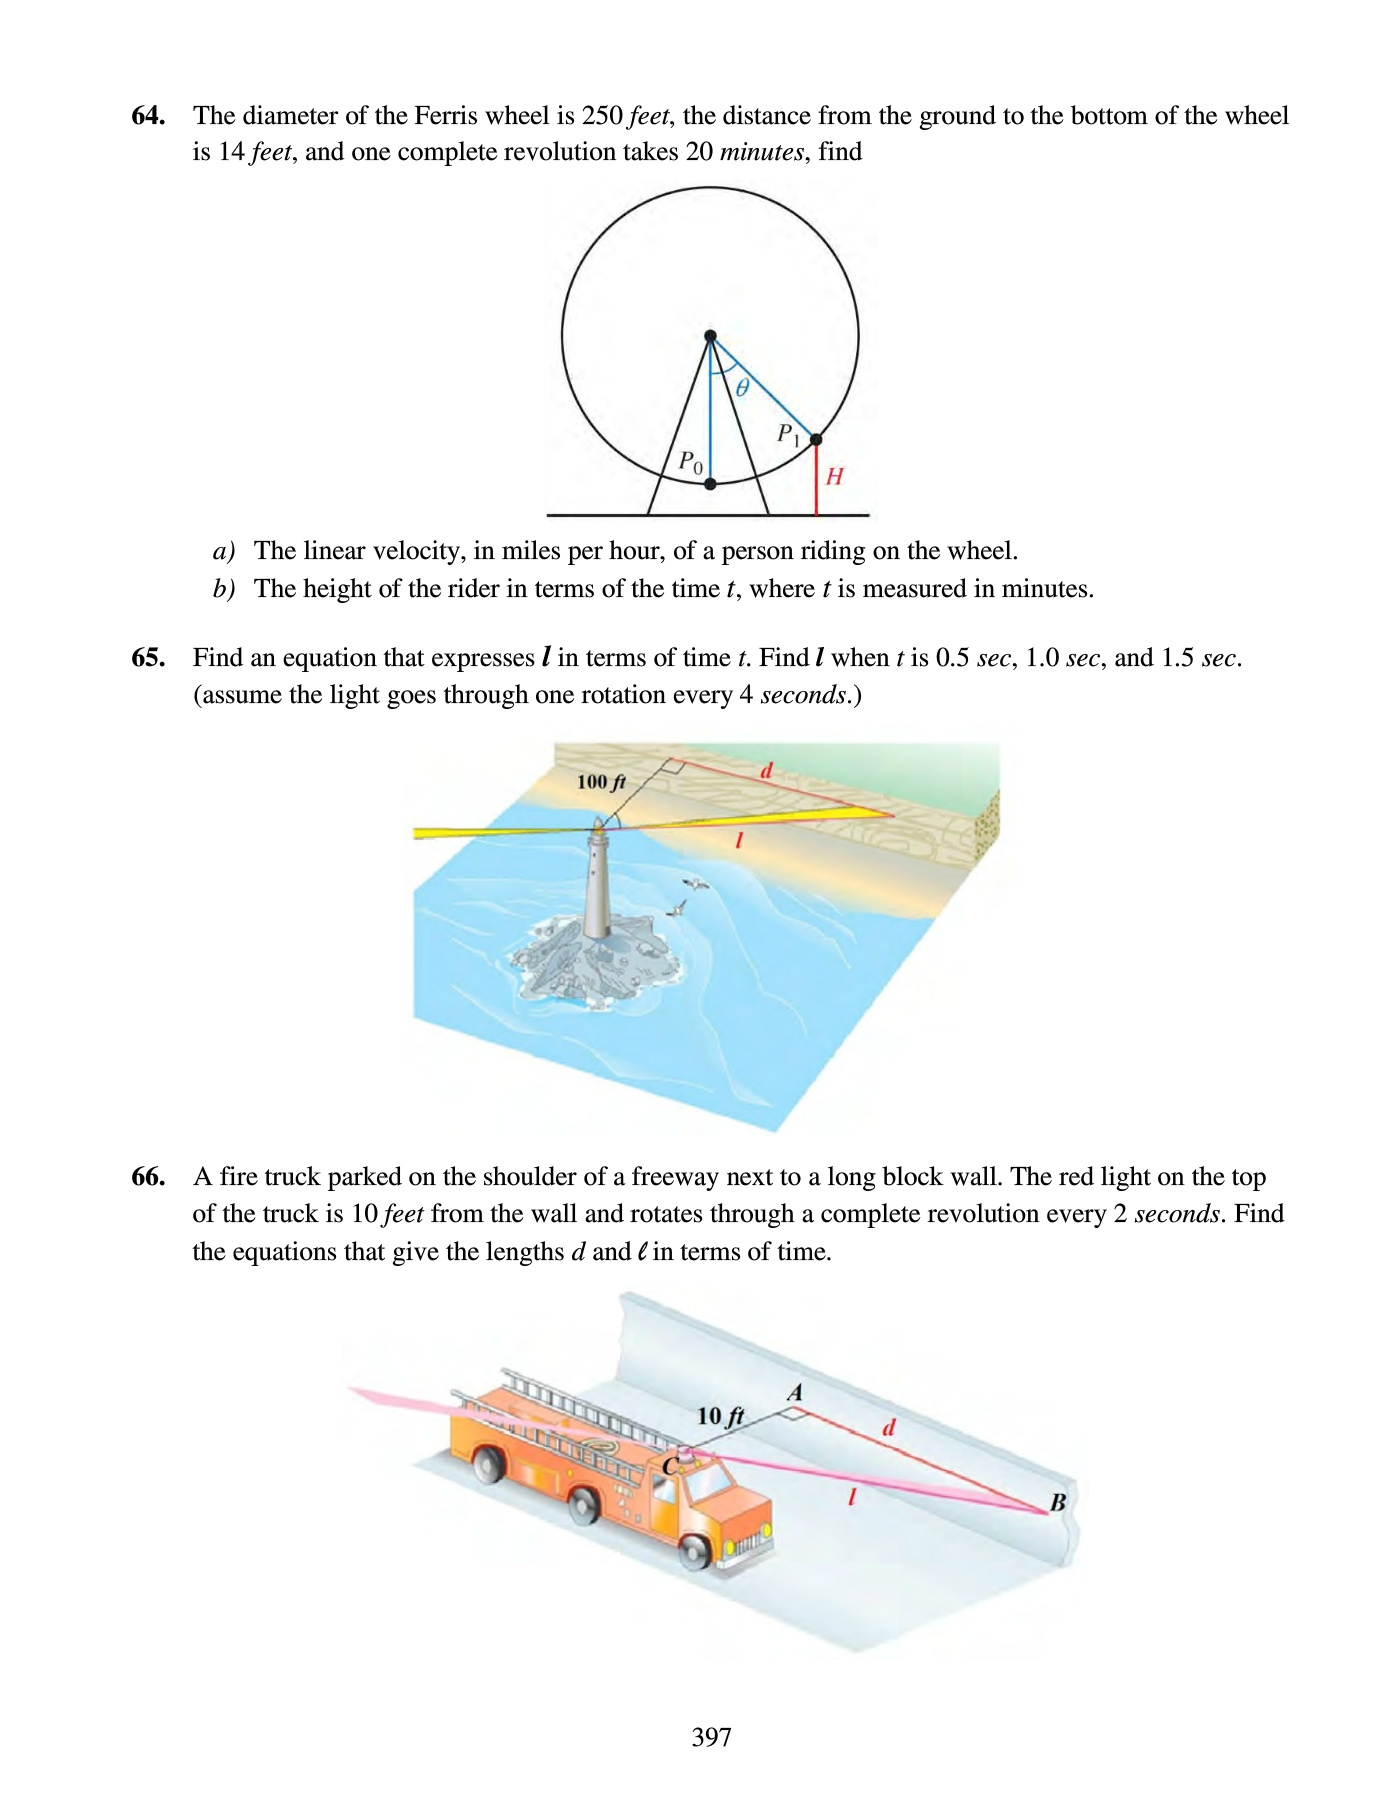 64. The diameter of the Ferris wheel is 250 feet, the distance from the ground to the bottom of the wheel
is 14 feet, and one complete revolution takes 20 minutes, find
θ
P₁
P₀
H
a) The linear velocity, in miles per hour, of a person riding on the wheel.
b) The height of the rider in terms of the time t, where t is measured in minutes.
65. Find an equation that expresses l in terms of time t. Find l when t is 0.5 sec, 1.0 sec, and 1.5 sec.
(assume the light goes through one rotation every 4 seconds.)
d
100 ft
l
66. A fire truck parked on the shoulder of a freeway next to a long block wall. The red light on the top
of the truck is 10 feet from the wall and rotates through a complete revolution every 2 seconds. Find
the equations that give the lengths d and ℓ in terms of time.
A
10 ft
d
C
l
B
397